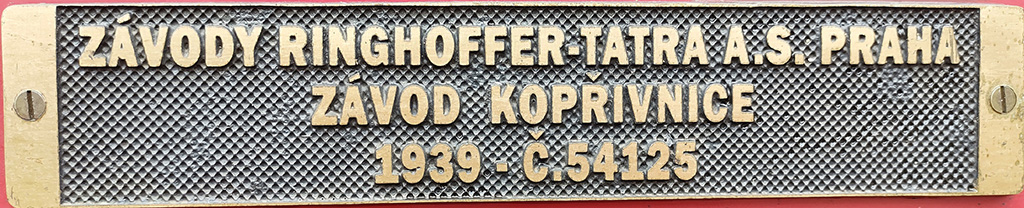 ZÁVODY RINGHOFFER-TATRA A.S. PRAHA
ZÁVOD KOPŘIVNICE
1939 - Č.54125